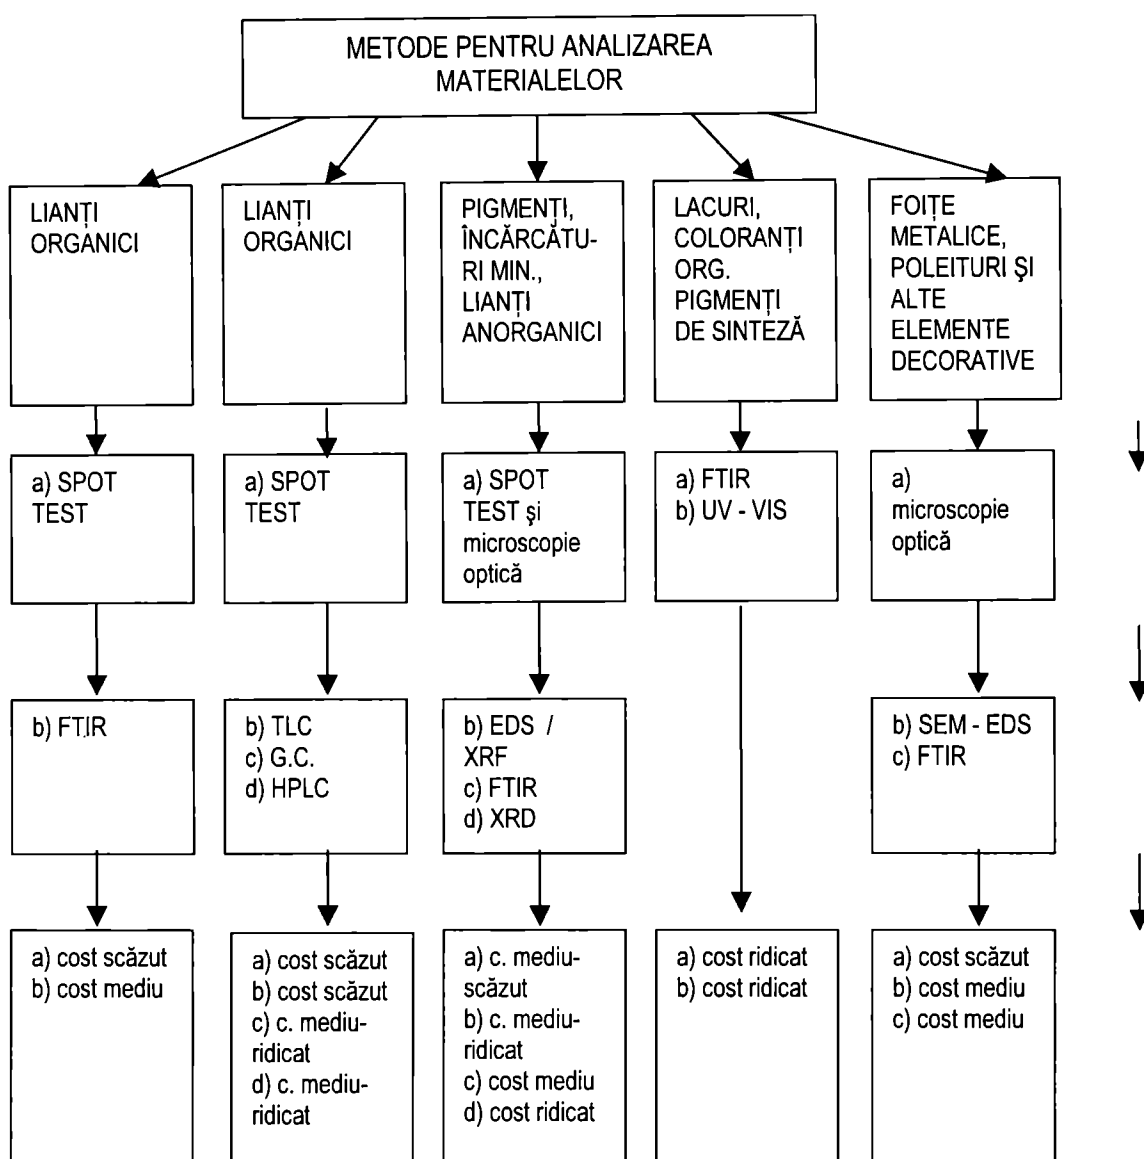 METODE PENTRU ANALIZAREA
MATERIALELOR
LIANȚI
ORGANICI
LIANȚI
ORGANICI
PIGMENȚI,
ÎNCĂRCĂTU-
RI MIN.,
LIANȚI
ANORGANICI
LACURI,
COLORANȚI
ORG.
PIGMENȚI
DE SINTEZĂ
FOIȚE
METALICE,
POLEITURI ŞI
ALTE
ELEMENTE
DECORATIVE
a) SPOT
TEST
a) SPOT
TEST
a) SPOT
TEST şi
microscopie
optică
a) FTIR
b) UV - VIS
a)
microscopie
optică
b) FTIR
b) TLC
c) G.C.
d) HPLC
b) EDS /
XRF
c) FTIR
d) XRD
b) SEM - EDS
c) FTIR
a) cost scăzut
b) cost mediu
a) cost scăzut
b) cost scăzut
c) c. mediu-
ridicat
d) c. mediu-
ridicat
a) c. mediu-
scăzut
b) c. mediu-
ridicat
c) cost mediu
d) cost ridicat
a) cost ridicat
b) cost ridicat
a) cost scăzut
b) cost mediu
c) cost mediu